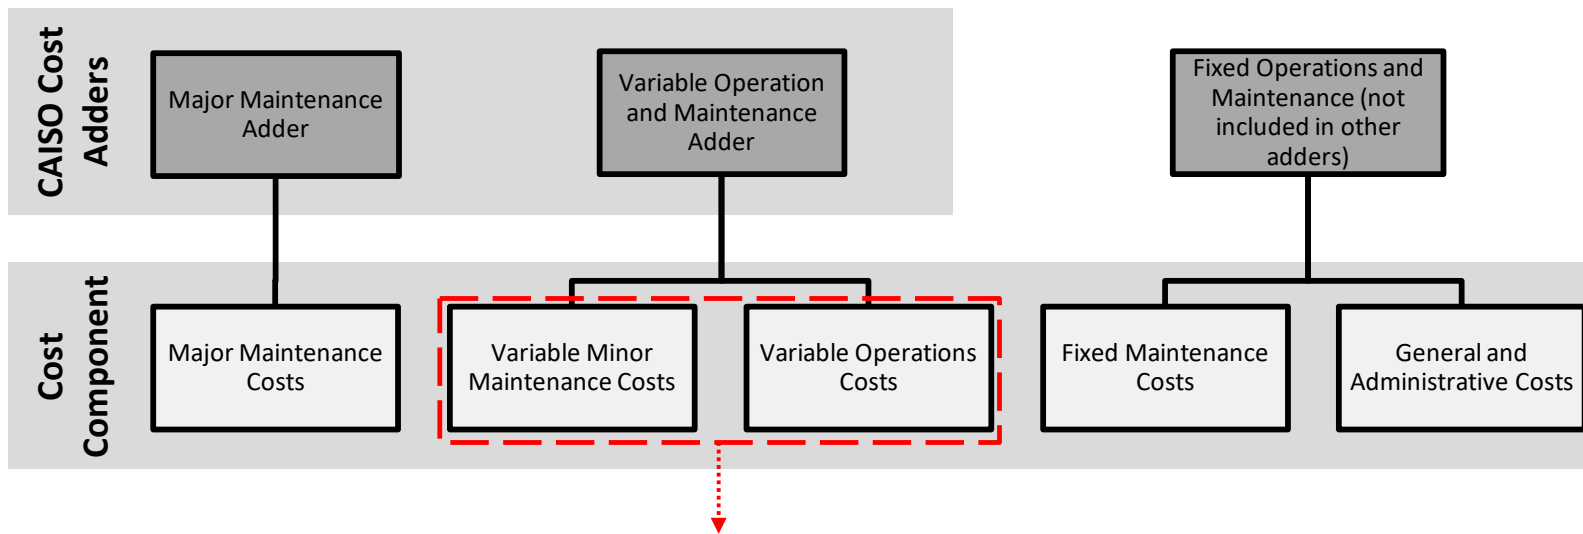 CAISO Cost
Adders
Major Maintenance
Adder
Variable Operation
and Maintenance
Adder
Fixed Operations and
Maintenance (not
included in other
adders)
Cost
Component
Major Maintenance
Costs
Variable Minor
Maintenance Costs
Variable Operations
Costs
Fixed Maintenance
Costs
General and
Administrative Costs